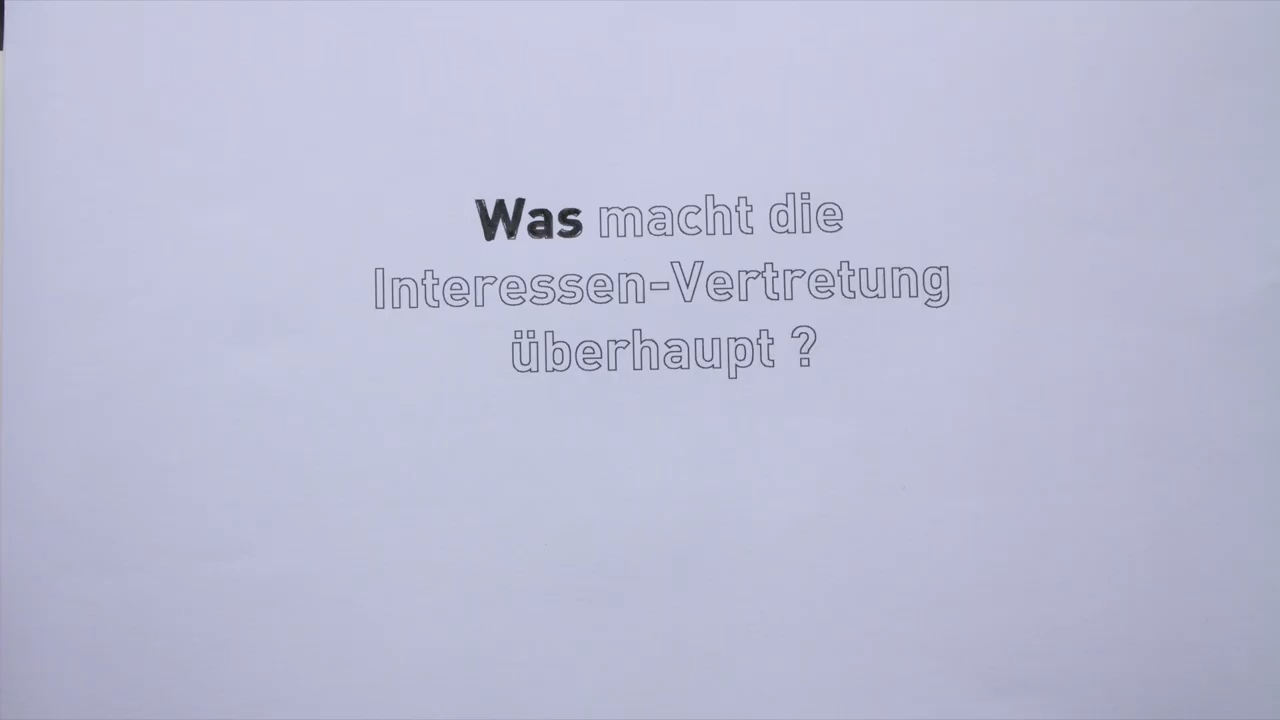 Was macht die
Interessen-Vertretung
überhaupt ?